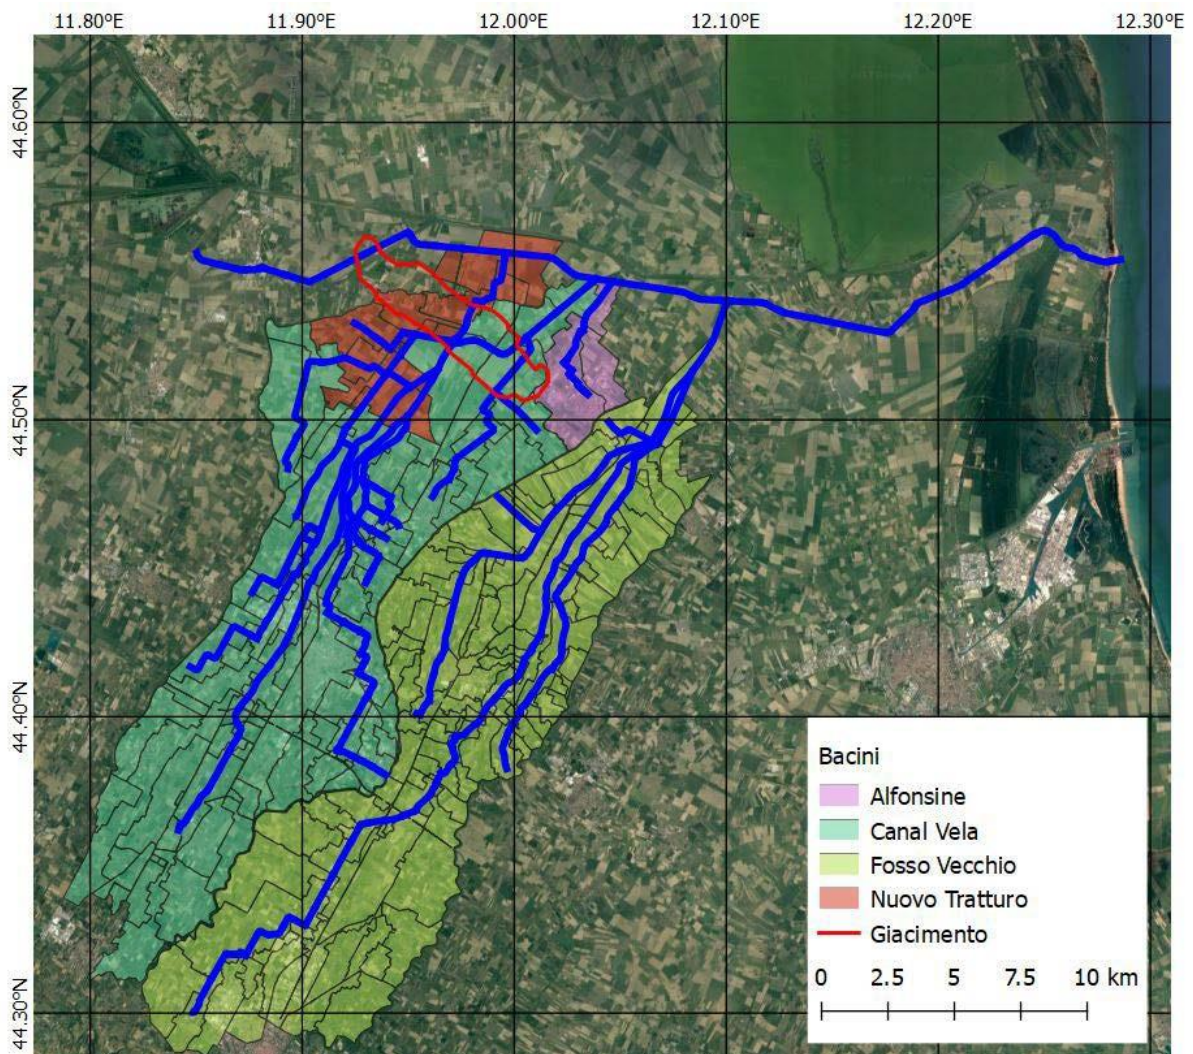 11.80°E 11.90°E 12.00°E 12.10°E 12.20°E 12.30°E
44.60°N
44.50°N
44.40°N
44.30°N
Bacini
Alfonsine
Canal Vela
Fosso Vecchio
Nuovo Tratturo
Giacimento
0 2.5 5 7.5 10 km